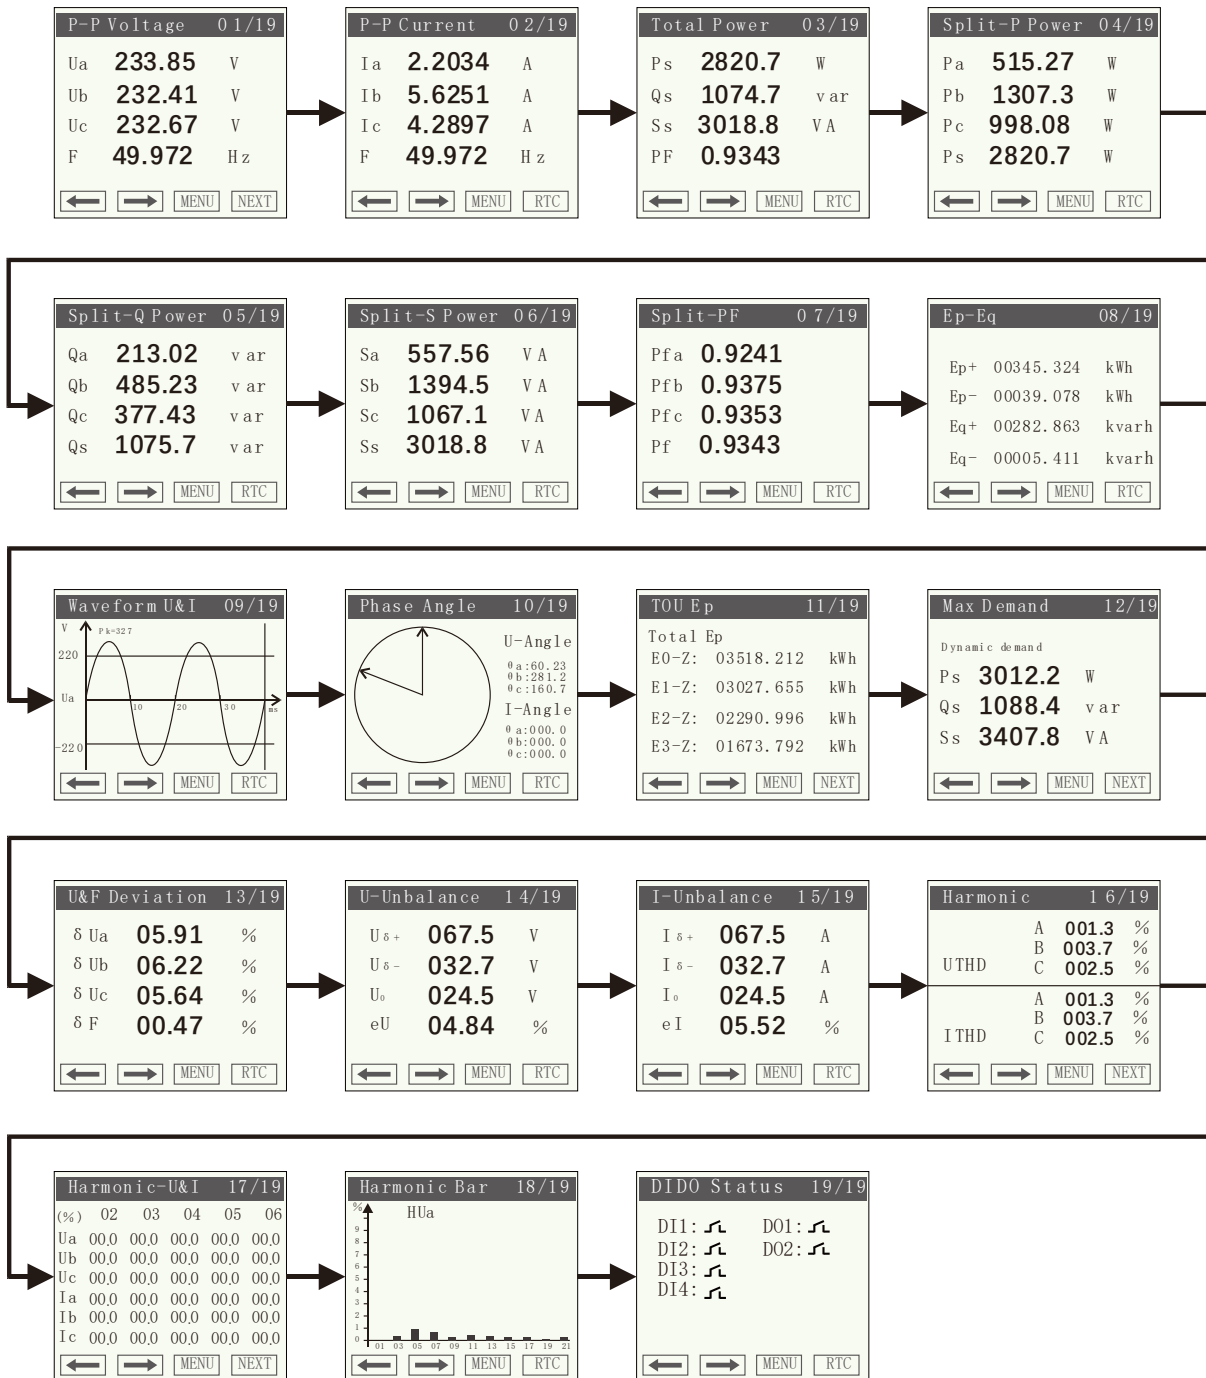 P-P Voltage 01/19
Ua 233.85 V
Ub 232.41 V
Uc 232.67 V
F 49.972 Hz
MENU NEXT
P-P Current 02/19
Ia 2.2034 A
Ib 5.6251 A
Ic 4.2897 A
F 49.972 Hz
MENU RTC
Total Power 03/19
Ps 2820.7 W
Qs 1074.7 var
Ss 3018.8 VA
PF 0.9343
MENU RTC
Split-P Power 04/19
Pa 515.27 W
Pb 1307.3 W
Pc 998.08 W
Ps 2820.7 W
MENU RTC
Split-Q Power 05/19
Qa 213.02 var
Qb 485.23 var
Qc 377.43 var
Qs 1075.7 var
MENU RTC
Split-S Power 06/19
Sa 557.56 VA
Sb 1394.5 VA
Sc 1067.1 VA
Ss 3018.8 VA
MENU RTC
Split-PF 07/19
Pfa 0.9241
Pfb 0.9375
Pfc 0.9353
Pf 0.9343
MENU RTC
Ep-Eq 08/19
Ep+ 00345.324 kWh
Ep- 00039.078 kWh
Eq+ 00282.863 kvarh
Eq- 00005.411 kvarh
MENU RTC
Waveform U&I 09/19
V Pk=327
220
Ua 10 20 30 ms
-220
MENU RTC
Phase Angle 10/19
U-Angle
θa:60.23
θb:281.2
θc:160.7
I-Angle
θa:000.0
θb:000.0
θc:000.0
MENU RTC
TOU Ep 11/19
Total Ep
E0-Z: 03518.212 kWh
E1-Z: 03027.655 kWh
E2-Z: 02290.996 kWh
E3-Z: 01673.792 kWh
MENU NEXT
Max Demand 12/19
Dynamic demand
Ps 3012.2 W
Qs 1088.4 var
Ss 3407.8 VA
MENU NEXT
U&F Deviation 13/19
δUa 05.91 %
δUb 06.22 %
δUc 05.64 %
δF 00.47 %
MENU RTC
U-Unbalance 14/19
Uδ+ 067.5 V
Uδ- 032.7 V
U₀ 024.5 V
eU 04.84 %
MENU RTC
I-Unbalance 15/19
Iδ+ 067.5 A
Iδ- 032.7 A
I₀ 024.5 A
eI 05.52 %
MENU RTC
Harmonic 16/19
A 001.3 %
B 003.7 %
UTHD C 002.5 %
A 001.3 %
B 003.7 %
ITHD C 002.5 %
MENU NEXT
Harmonic-U&I 17/19
(%) 02 03 04 05 06
Ua 00.0 00.0 00.0 00.0 00.0
Ub 00.0 00.0 00.0 00.0 00.0
Uc 00.0 00.0 00.0 00.0 00.0
Ia 00.0 00.0 00.0 00.0 00.0
Ib 00.0 00.0 00.0 00.0 00.0
Ic 00.0 00.0 00.0 00.0 00.0
MENU NEXT
Harmonic Bar 18/19
% HUa
9
8
7
6
5
4
3
2
1
0
01 03 05 07 09 11 13 15 17 19 21
MENU RTC
DIDO Status 19/19
DI1: DO1:
DI2: DO2:
DI3:
DI4:
MENU RTC